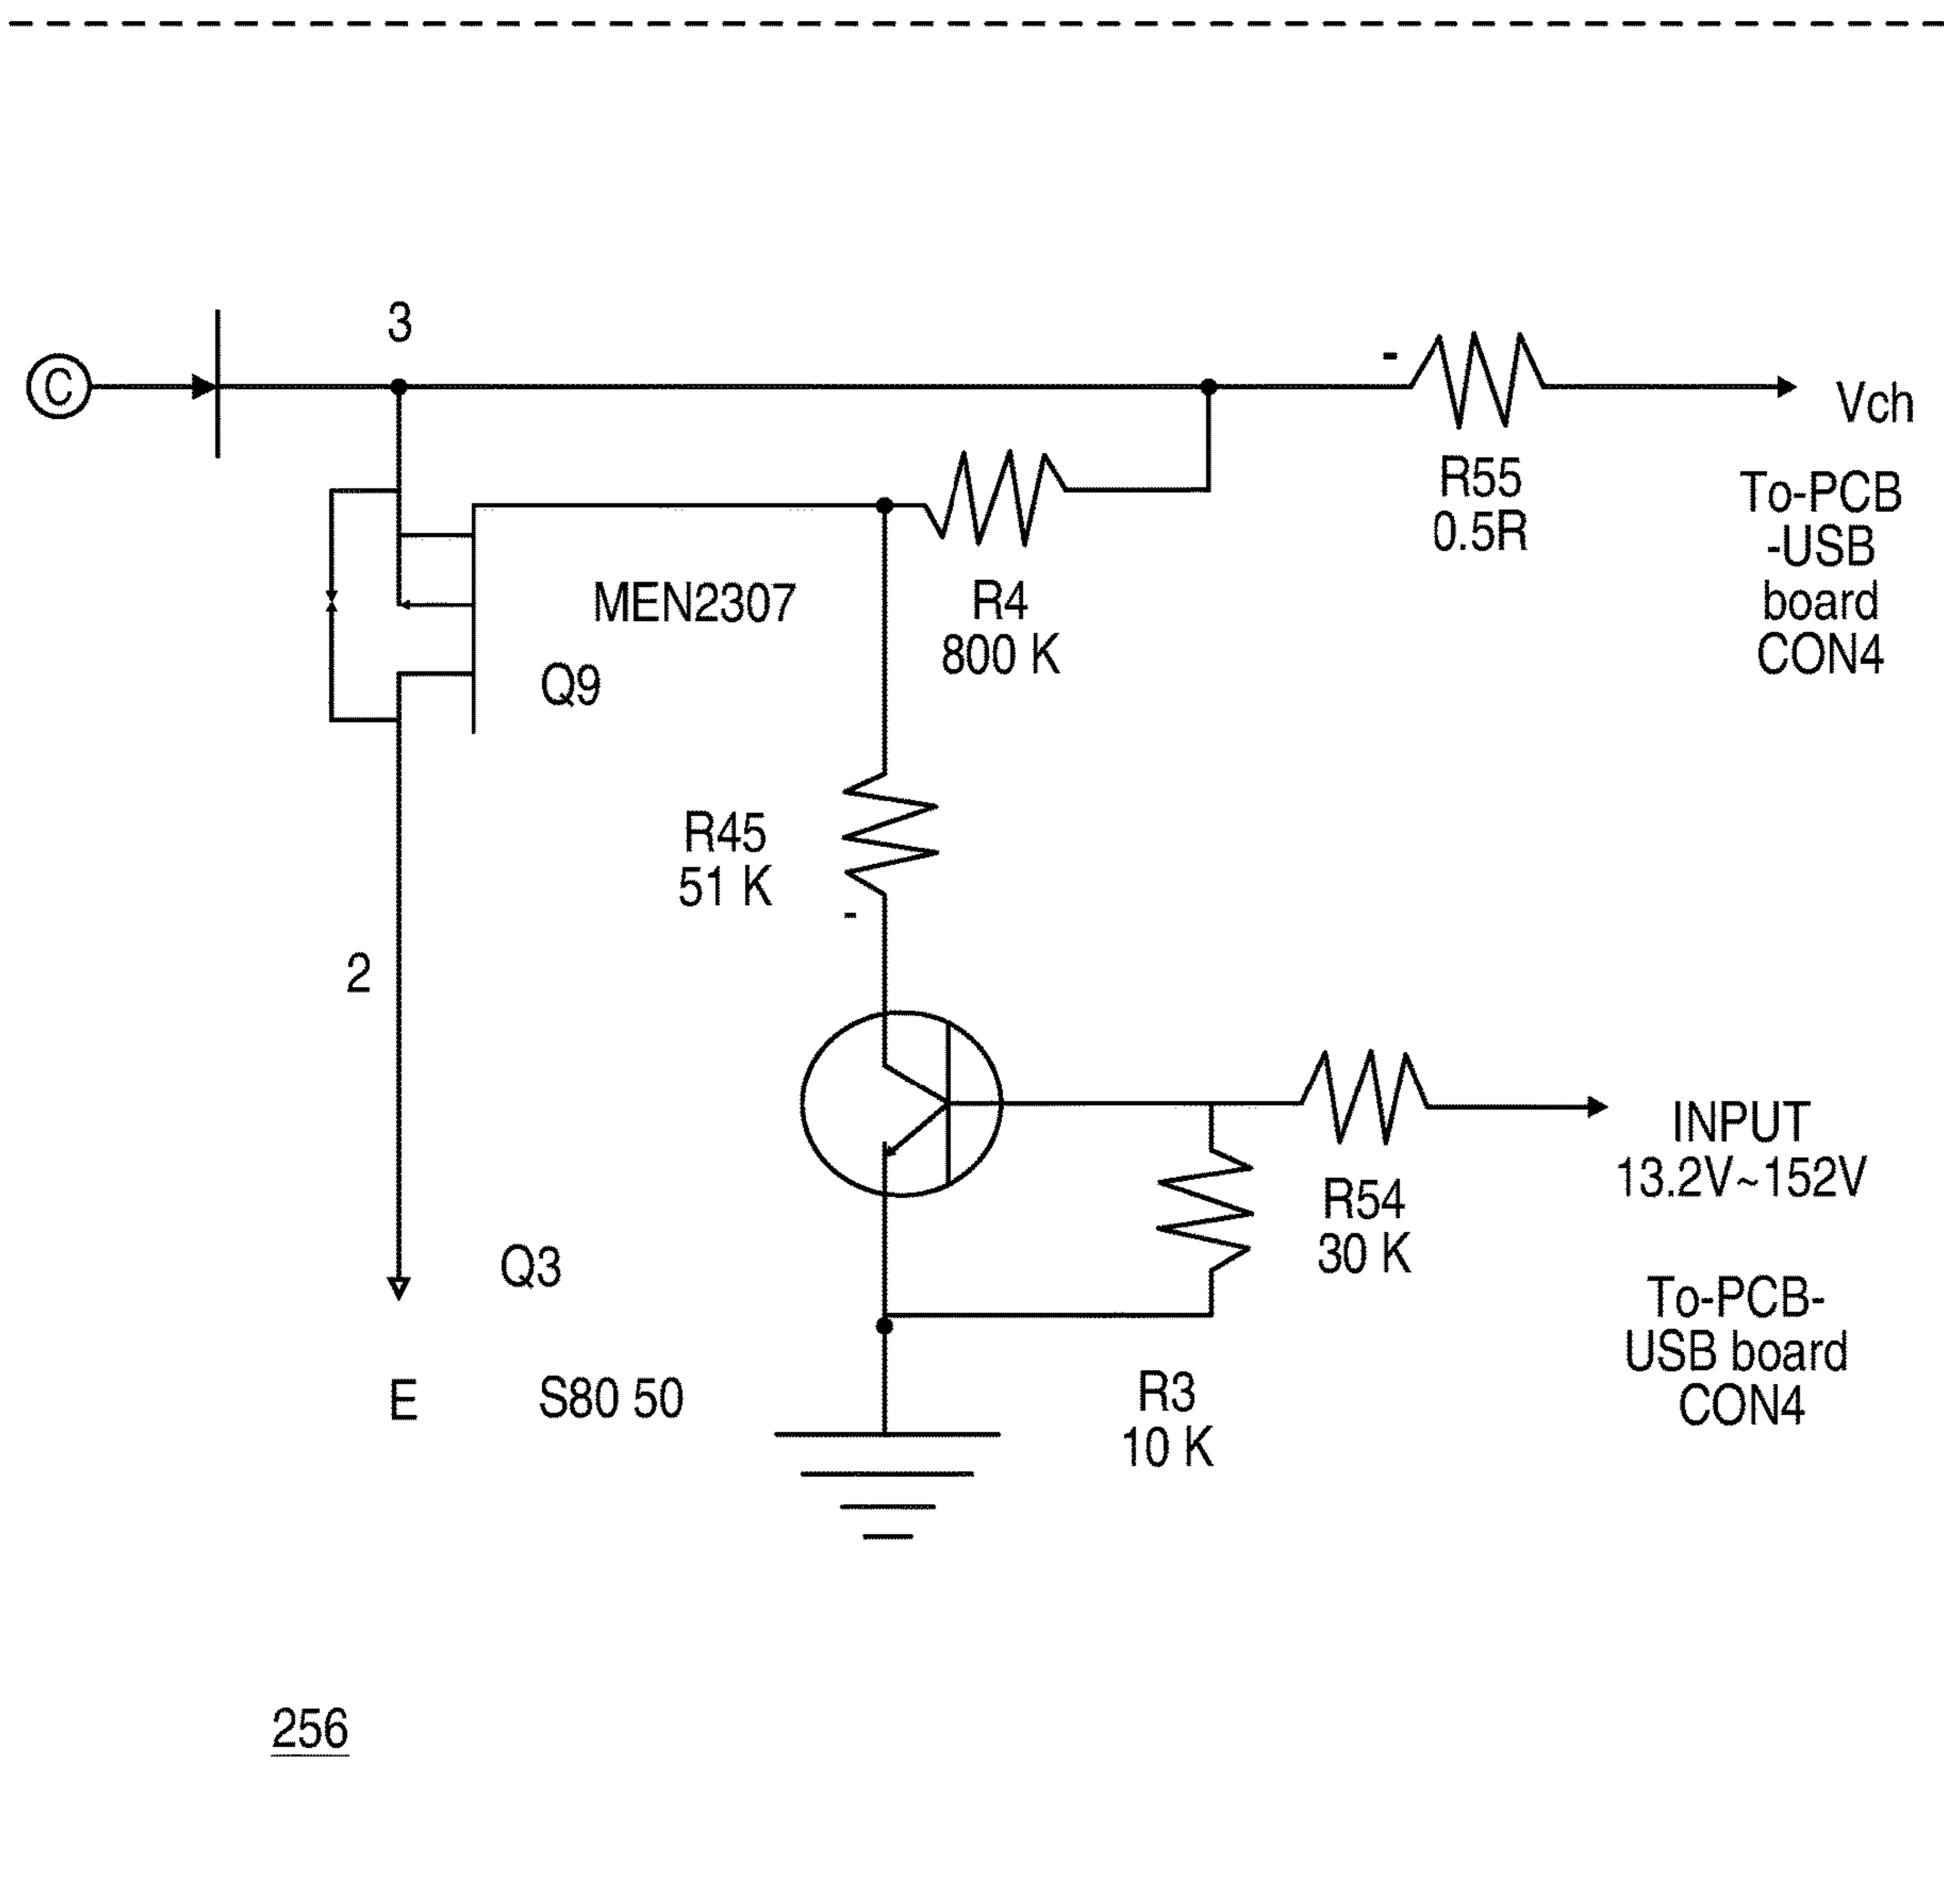 3
C
Vch
R55
0.5R
To-PCB
-USB
board
CON4
MEN2307
R4
800 K
Q9
R45
51 K
2
INPUT
13.2V~152V
R54
30 K
Q3
To-PCB-
USB board
CON4
E
S80 50
R3
10 K
256